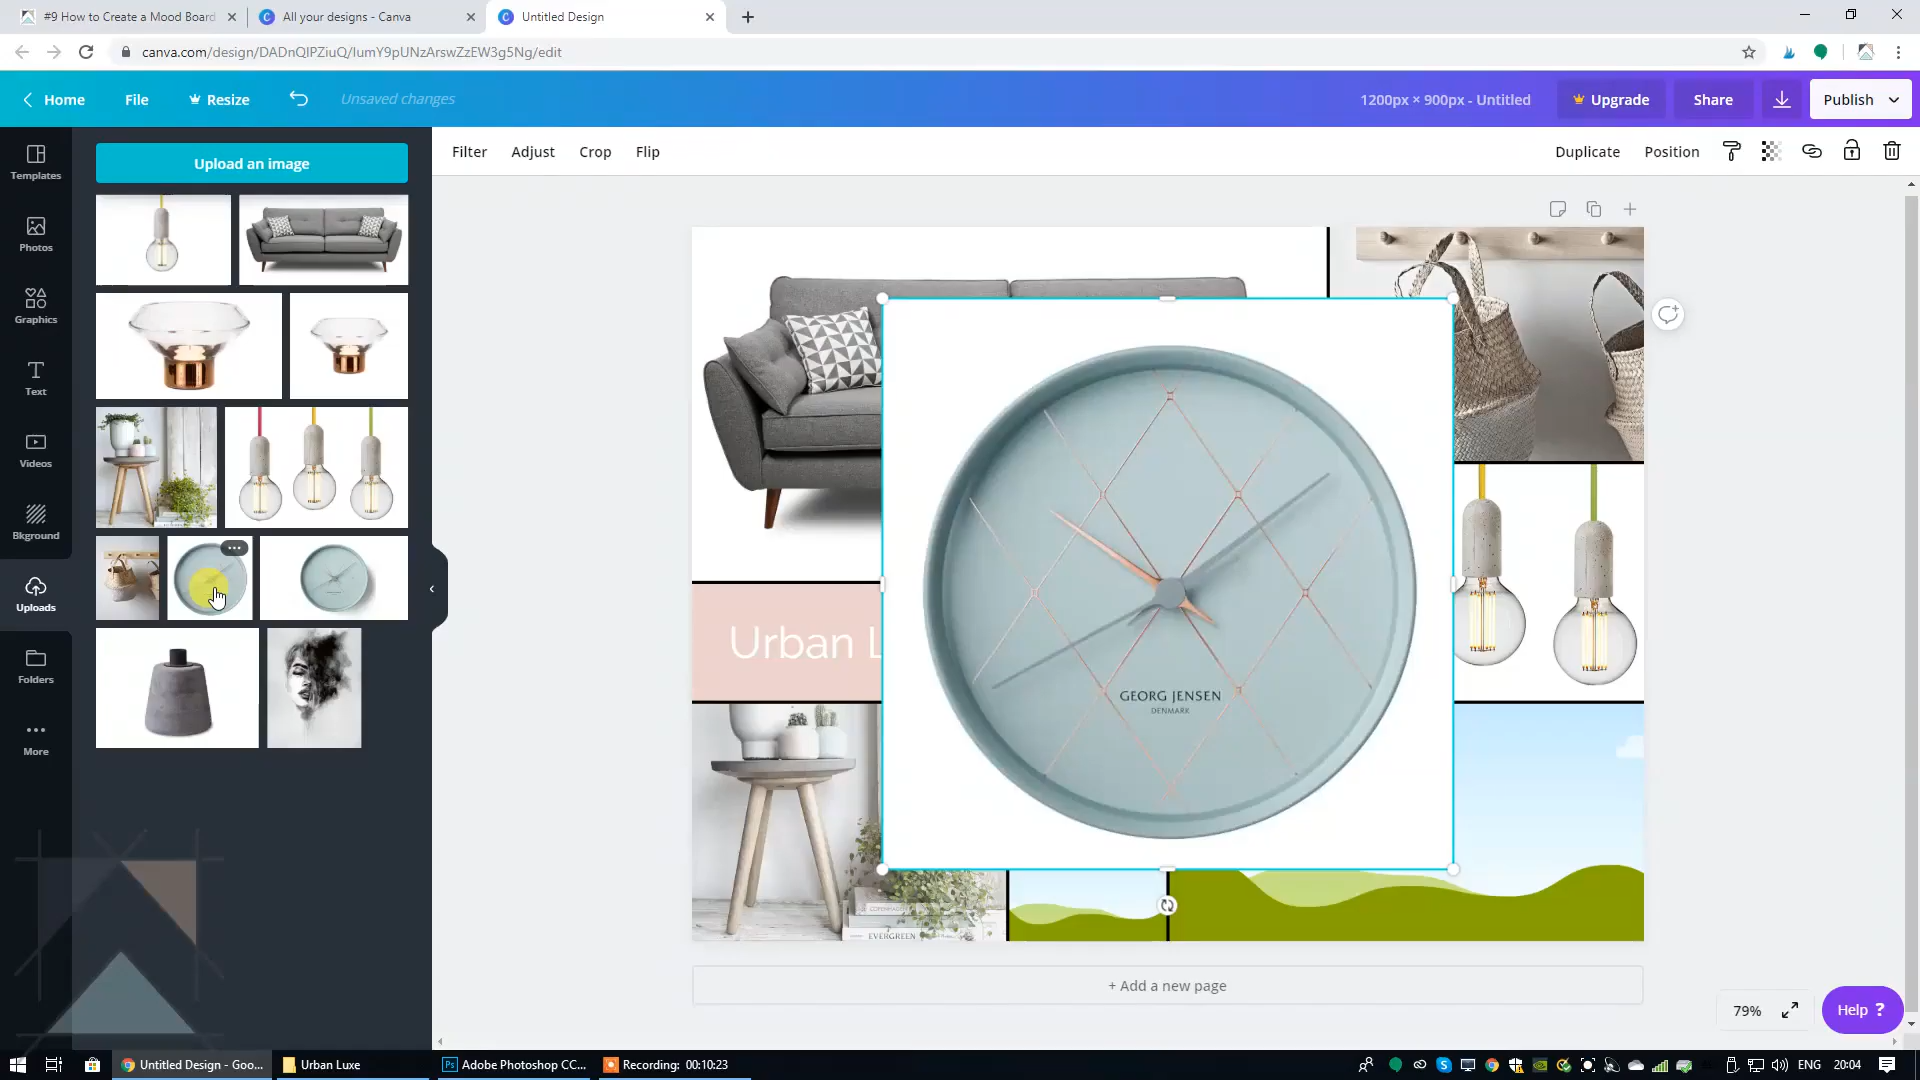 #9 How to Create a Mood Board
All your designs - Canva
Untitled Design
canva.com/design/DADnQIPZiuQ/IumY9pUNzArswZzEW3g5Ng/edit
Home
File
Resize
Unsaved changes
1200px × 900px - Untitled
Upgrade
Share
Publish
Templates
Photos
Graphics
Text
Videos
Bkground
Uploads
Folders
More
Upload an image
Filter
Adjust
Crop
Flip
Duplicate
Position
Urban L
GEORG JENSEN
DENMARK
EVERGREEN
+ Add a new page
79%
Help ?
Untitled Design - Goo...
Urban Luxe
Adobe Photoshop CC...
Recording: 00:10:23
ENG
20:04